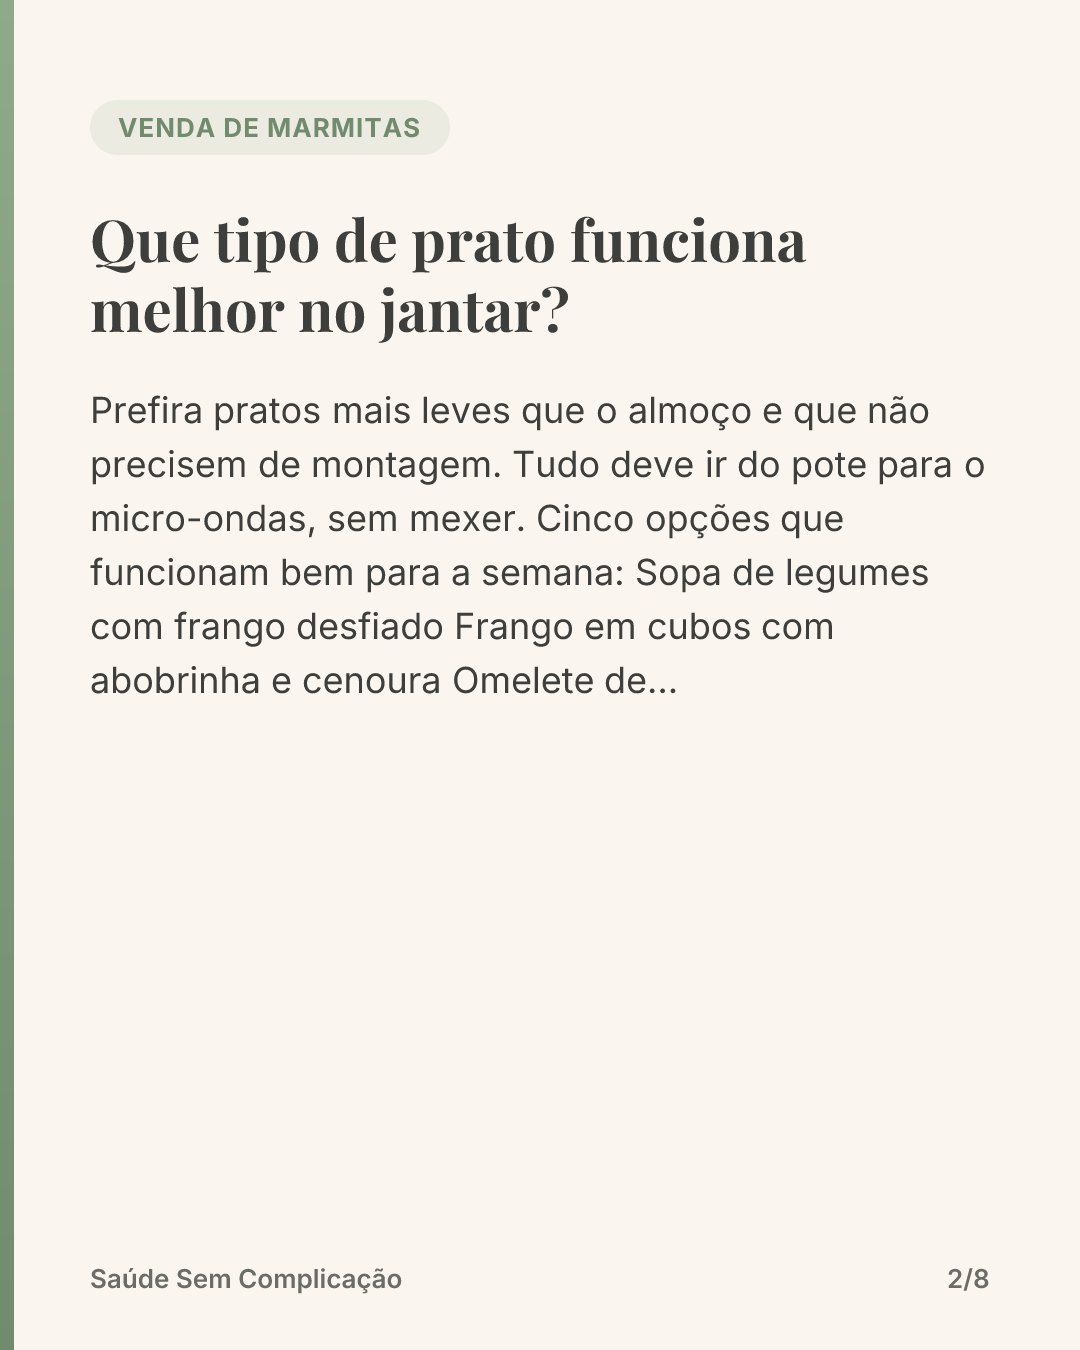 VENDA DE MARMITAS
Que tipo de prato funciona
melhor no jantar?
Prefira pratos mais leves que o almoço e que não
precisem de montagem. Tudo deve ir do pote para o
micro-ondas, sem mexer. Cinco opções que
funcionam bem para a semana: Sopa de legumes
com frango desfiado Frango em cubos com
abobrinha e cenoura Omelete de...
Saúde Sem Complicação
2/8